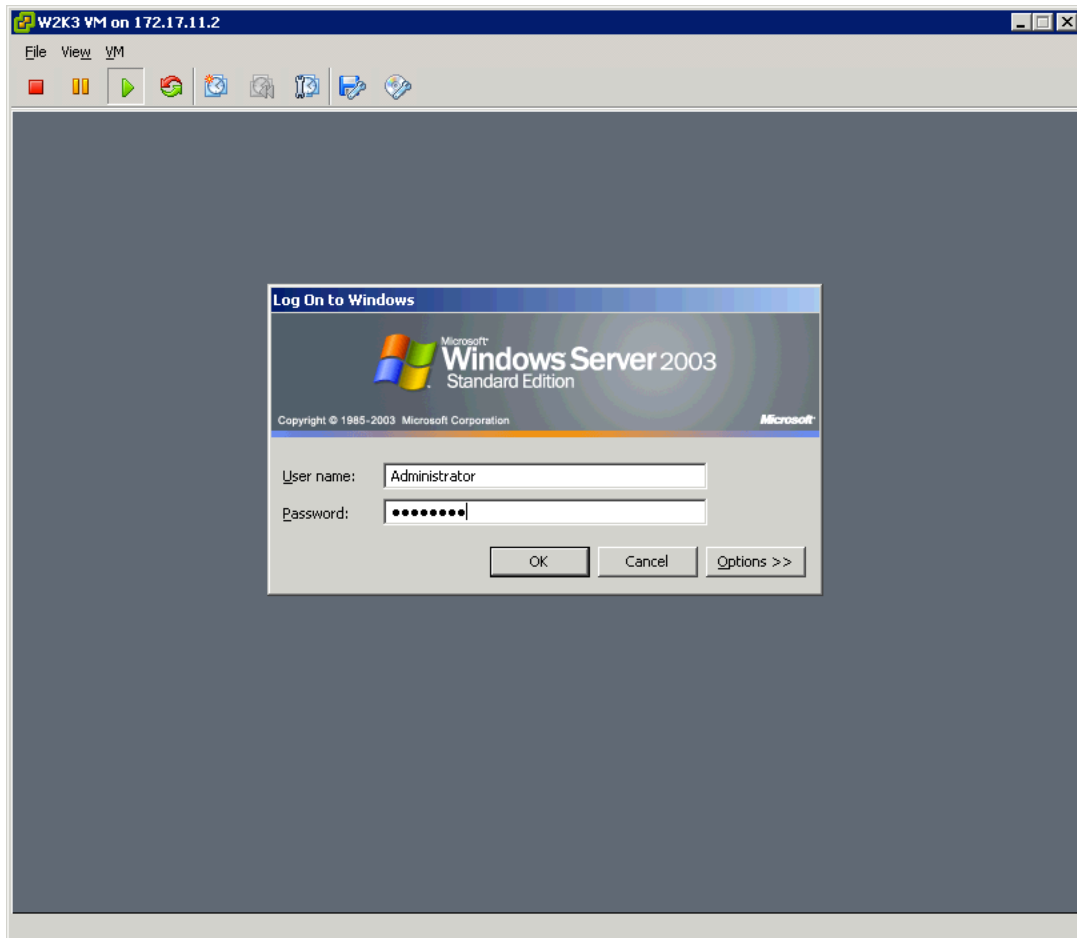 W2K3 VM on 172.17.11.2
File View VM
Log On to Windows
Microsoft
Windows Server 2003
Standard Edition
Copyright © 1985-2003 Microsoft Corporation Microsoft
User name: Administrator
Password: ●●●●●●●●
OK Cancel Options >>